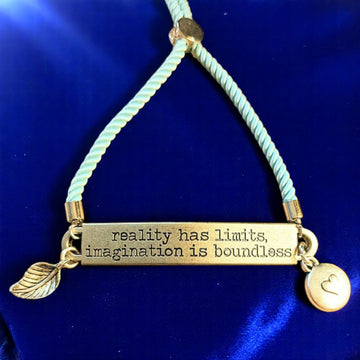 reality has limits,
imagination is boundless